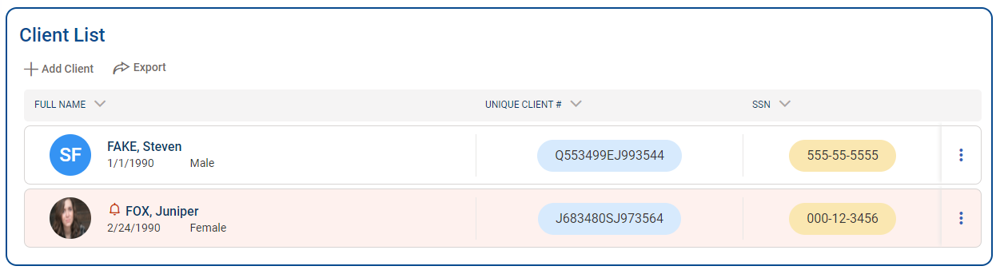 Client List
Add Client Export
FULL NAME UNIQUE CLIENT # SSN
SF FAKE, Steven Q553499EJ993544 555-55-5555
1/1/1990 Male
FOX, Juniper J683480SJ973564 000-12-3456
2/24/1990 Female